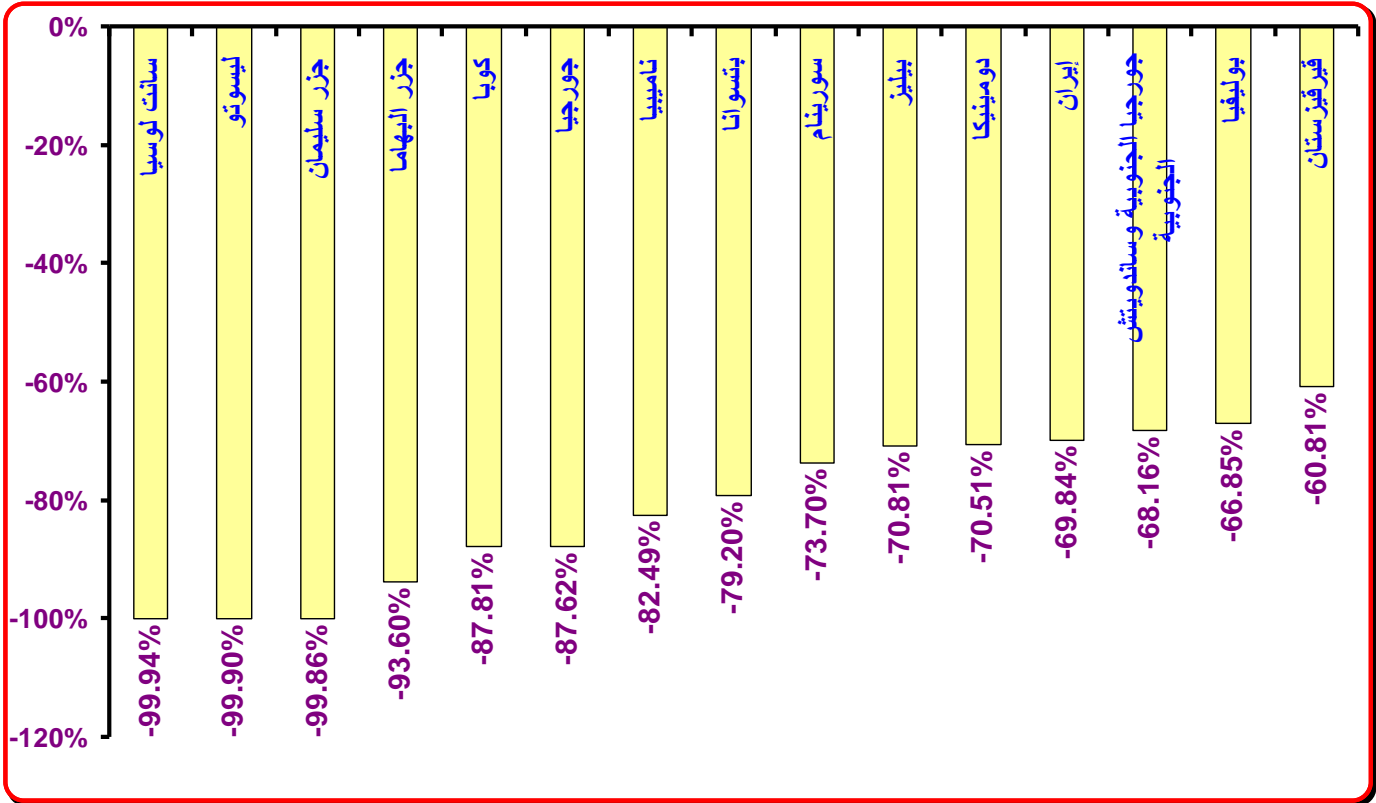 0%
-20%
-40%
-60%
-80%
-100%
-120%
سانت لوسيا
ليسوتو
جزر سليمان
جزر البهاما
كوبا
جورجيا
ناميبيا
بتسوانا
سورينام
بيليز
دومينيكا
إيران
جورجيا الجنوبية وساندويتش
الجنوبية
بوليفيا
قيرقيزستان
-99.94%
-99.90%
-99.86%
-93.60%
-87.81%
-87.62%
-82.49%
-79.20%
-73.70%
-70.81%
-70.51%
-69.84%
-68.16%
-66.85%
-60.81%